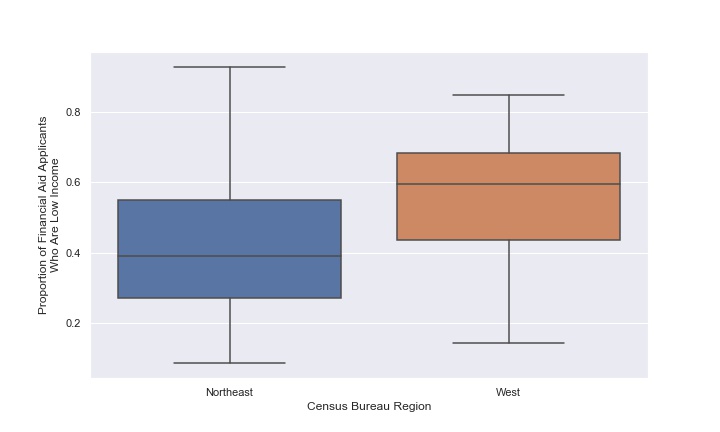 Proportion of Financial Aid Applicants
Who Are Low Income
0.8
0.6
0.4
0.2
Northeast
West
Census Bureau Region